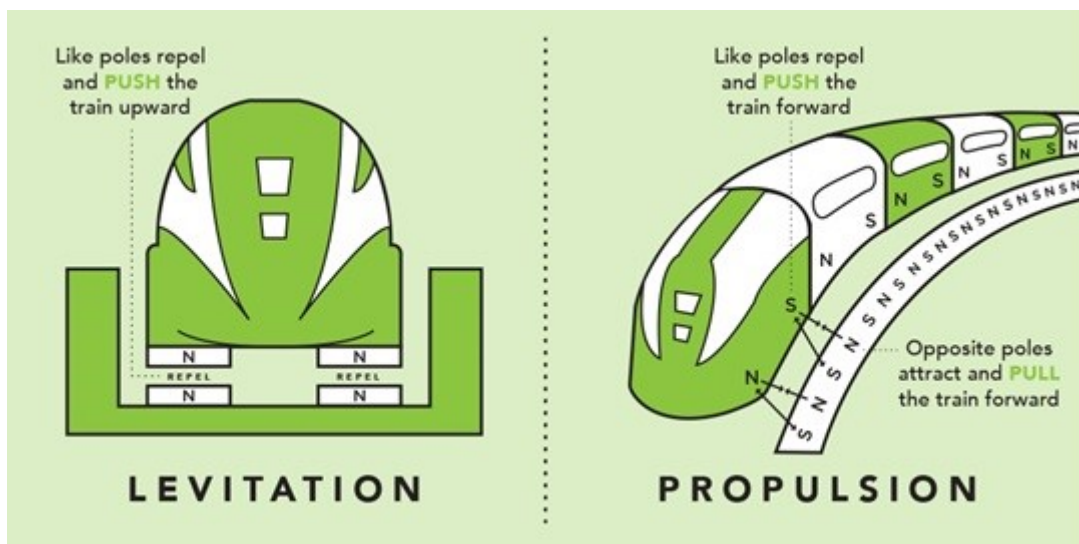 Like poles repel
and PUSH the
train upward
N
N
REPEL
REPEL
N
N
LEVITATION
Like poles repel
and PUSH the
train forward
N
S
N
S
N
S
N
S
N
S
N
S
N
S
N
S
N
S
N
S
N
S
N
S
N
S
N
S
N
S
Opposite poles
attract and PULL
the train forward
PROPULSION